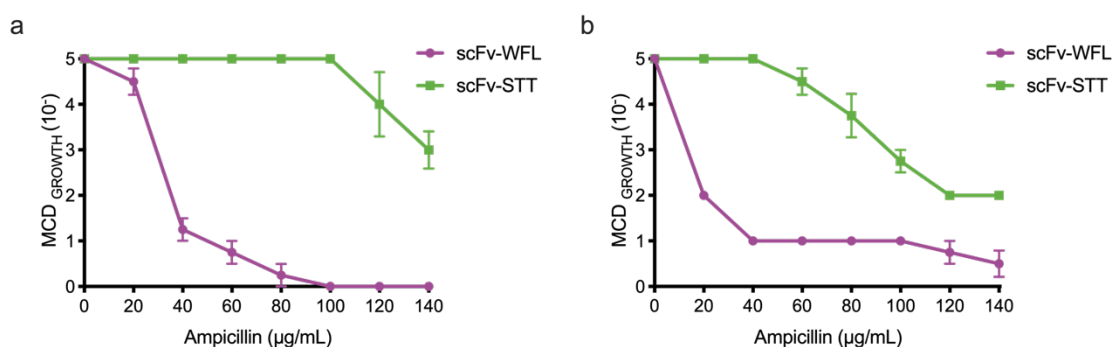 a
scFv-WFL
scFv-STT
MCD GROWTH (10-)
5
4
3
2
1
0
0 20 40 60 80 100 120 140
Ampicillin (µg/mL)
b
scFv-WFL
scFv-STT
MCD GROWTH (10-)
5
4
3
2
1
0
0 20 40 60 80 100 120 140
Ampicillin (µg/mL)